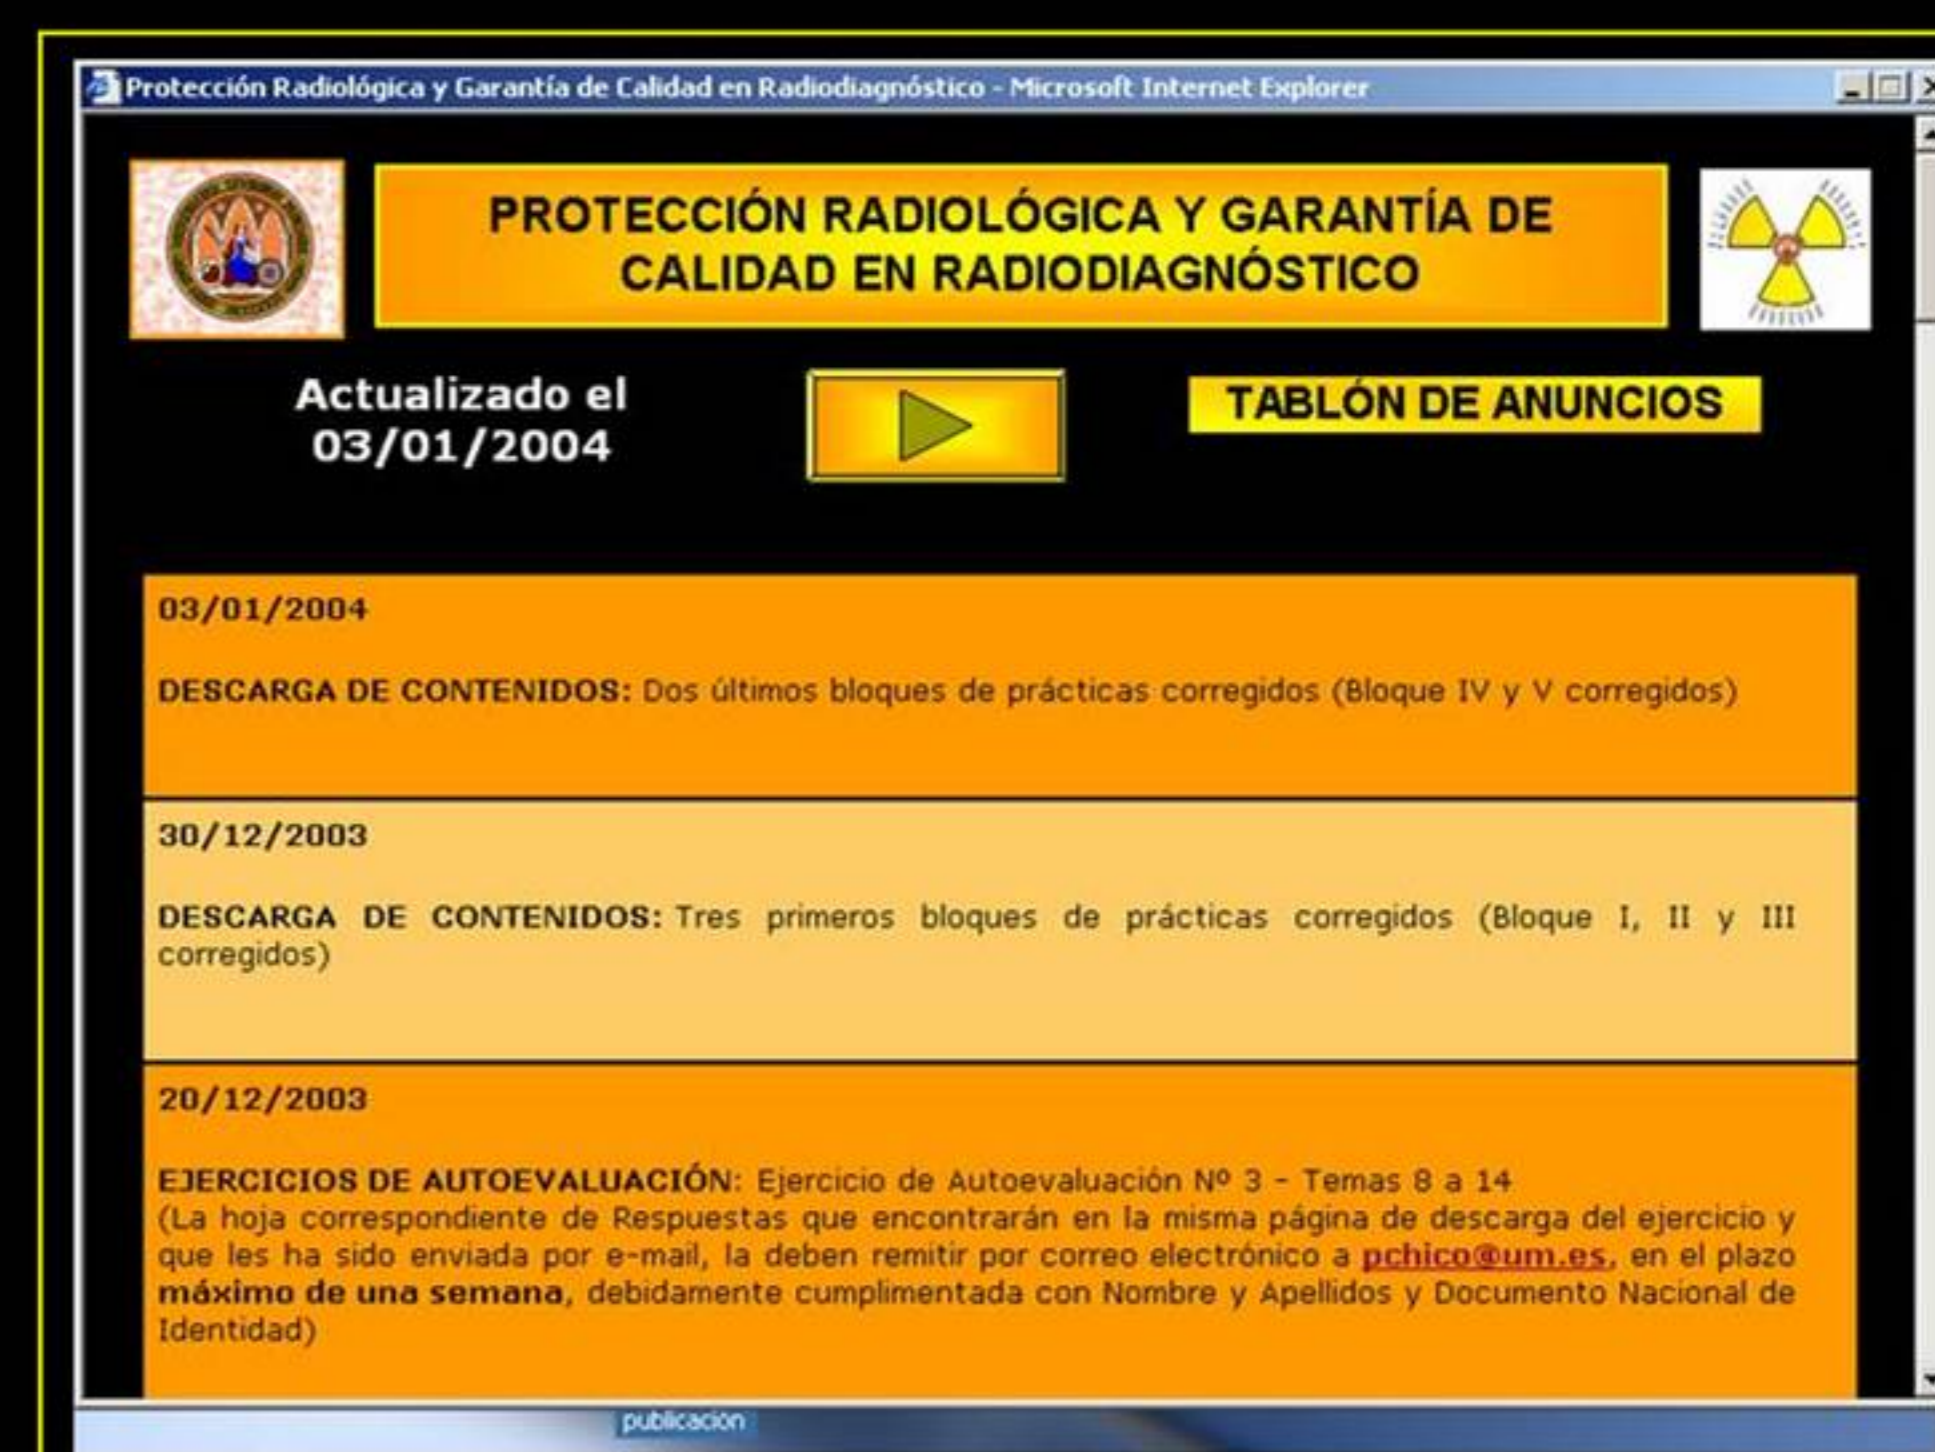 Protección Radiológica y Garantía de Calidad en Radiodiagnóstico - Microsoft Internet Explorer
PROTECCIÓN RADIOLÓGICA Y GARANTÍA DE
CALIDAD EN RADIODIAGNÓSTICO
Actualizado el
03/01/2004
TABLÓN DE ANUNCIOS
03/01/2004
DESCARGA DE CONTENIDOS: Dos últimos bloques de prácticas corregidos (Bloque IV y V corregidos)
30/12/2003
DESCARGA DE CONTENIDOS: Tres primeros bloques de prácticas corregidos (Bloque I, II y III
corregidos)
20/12/2003
EJERCICIOS DE AUTOEVALUACIÓN: Ejercicio de Autoevaluación Nº 3 - Temas 8 a 14
(La hoja correspondiente de Respuestas que encontrarán en la misma página de descarga del ejercicio y
que les ha sido enviada por e-mail, la deben remitir por correo electrónico a pchico@um.es, en el plazo
máximo de una semana, debidamente cumplimentada con Nombre y Apellidos y Documento Nacional de
Identidad)
publicacion